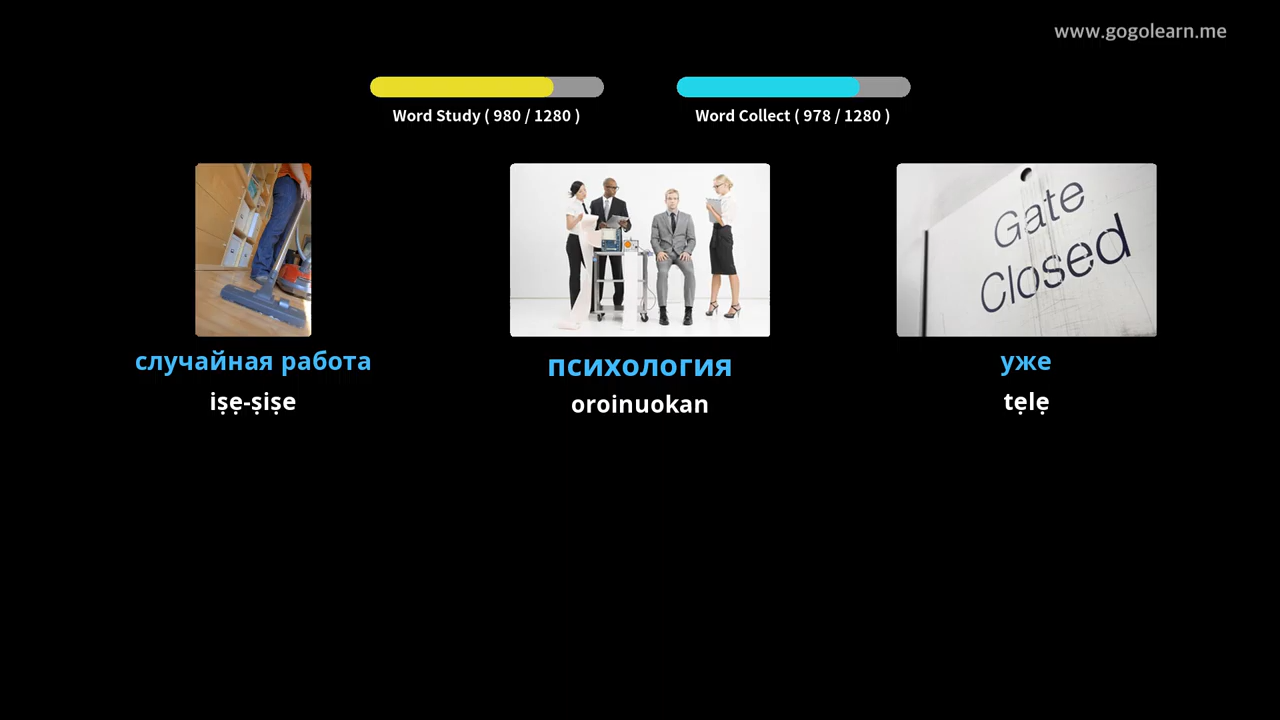 www.gogolearn.me
Word Study ( 980 / 1280 )
Word Collect ( 978 / 1280 )
Gate
Closed
случайная работа
iṣẹ-ṣiṣe
психология
oroinuokan
уже
tẹlẹ